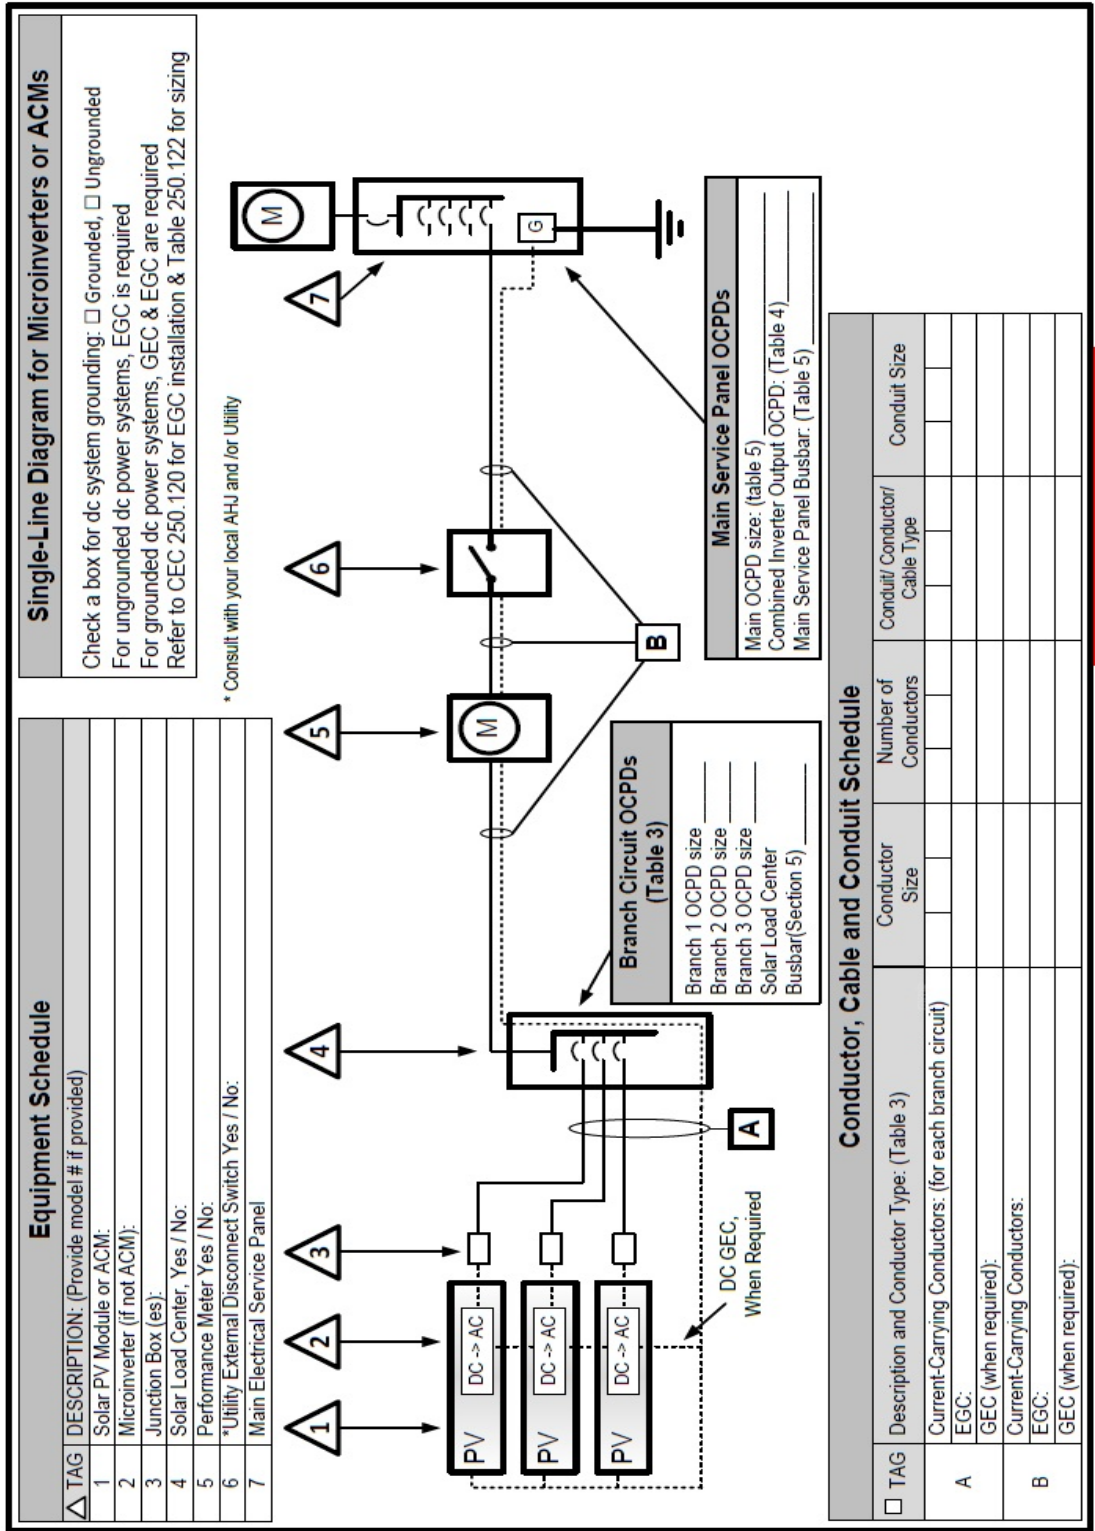 Equipment Schedule
TAG DESCRIPTION: (Provide model # if provided)
1 Solar PV Module or ACM:
2 Microinverter (if not ACM):
3 Junction Box (es):
4 Solar Load Center, Yes / No:
5 Performance Meter Yes / No:
6 *Utility External Disconnect Switch Yes / No:
7 Main Electrical Service Panel
Single-Line Diagram for Microinverters or ACMs
Check a box for dc system grounding: ☐ Grounded, ☐ Ungrounded
For ungrounded dc power systems, EGC is required
For grounded dc power systems, GEC & EGC are required
Refer to CEC 250.120 for EGC installation & Table 250.122 for sizing
* Consult with your local AHJ and /or Utility
1
2
3
4
5
6
7
M
PV
DC -> AC
PV
DC -> AC
PV
DC -> AC
M
G
A
B
DC GEC,
When Required
Branch Circuit OCPDs
(Table 3)
Branch 1 OCPD size ______
Branch 2 OCPD size ______
Branch 3 OCPD size ______
Solar Load Center
Busbar(Section 5) ______
Main Service Panel OCPDs
Main OCPD size: (table 5) ______
Combined Inverter Output OCPD: (Table 4)______
Main Service Panel Busbar: (Table 5)______
Conductor, Cable and Conduit Schedule
☐ TAG Description and Conductor Type: (Table 3)
Conductor
Size
Number of
Conductors
Conduit/ Conductor/
Cable Type
Conduit Size
A
Current-Carrying Conductors: (for each branch circuit)
EGC:
GEC (when required):
B
Current-Carrying Conductors:
EGC:
GEC (when required):